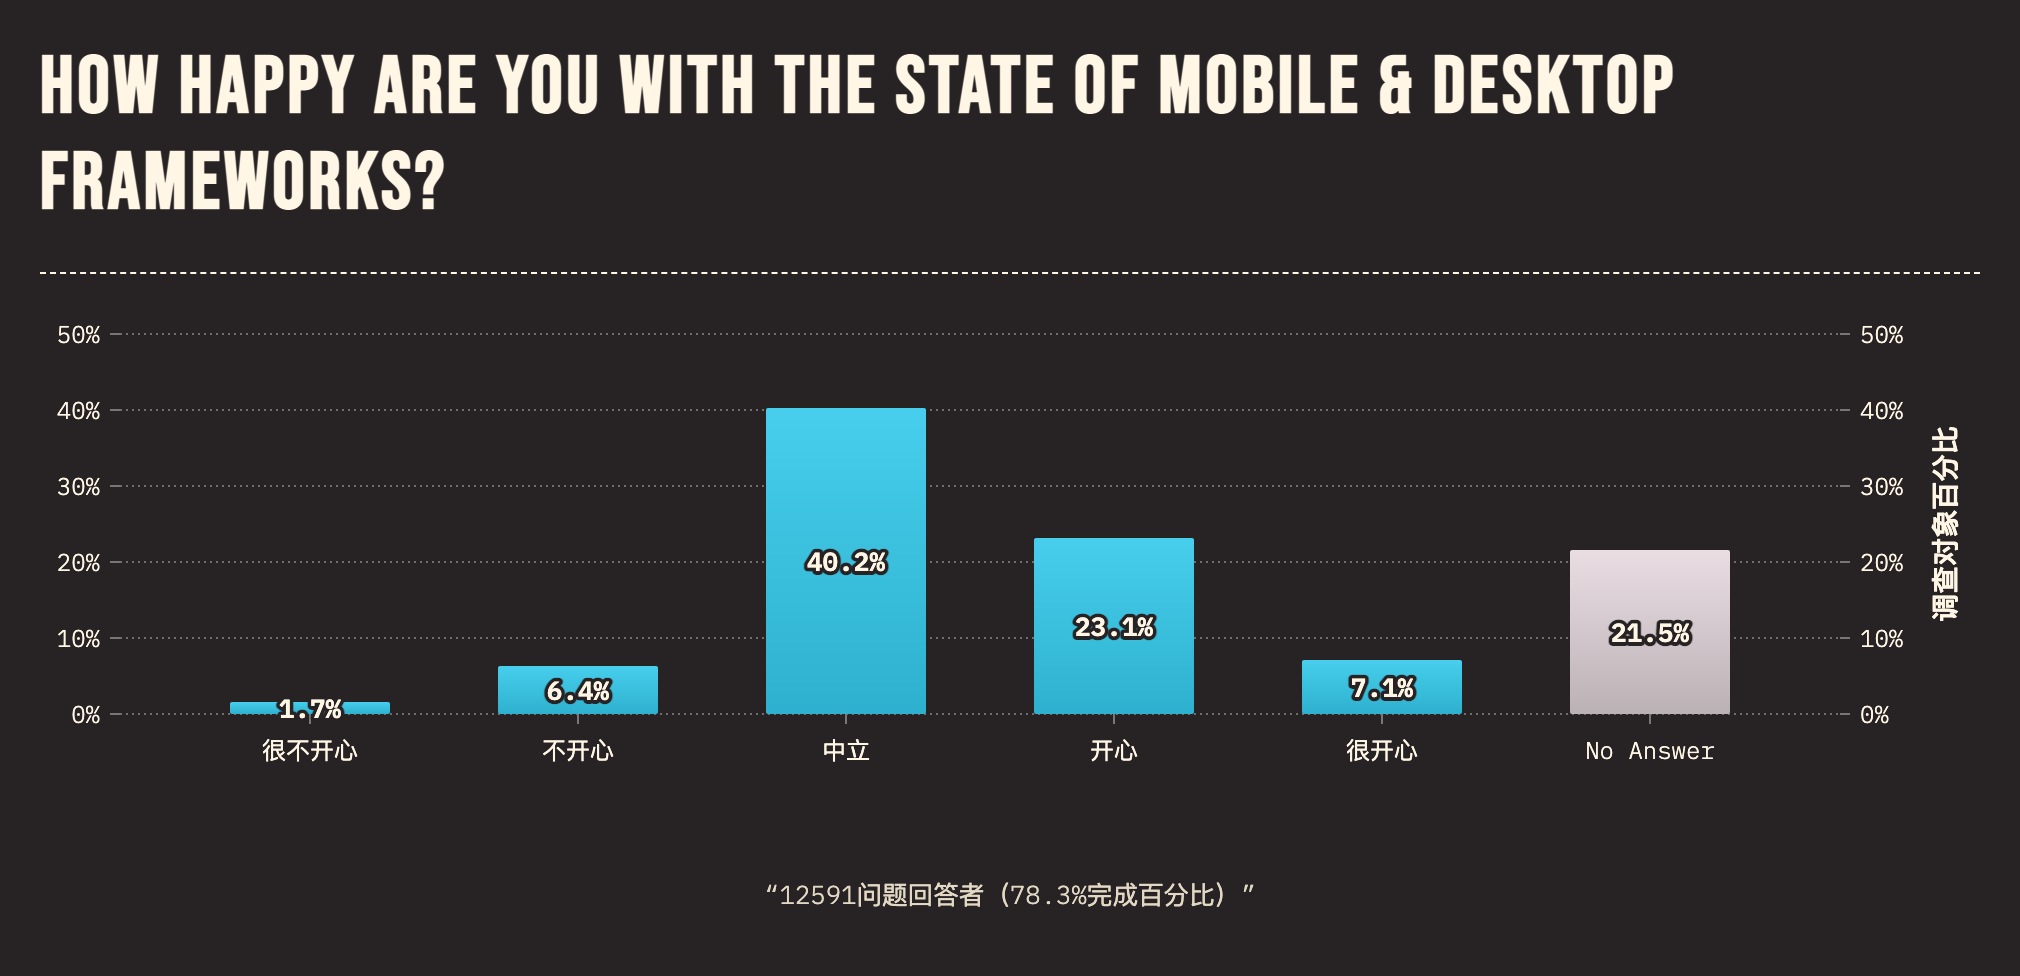 HOW HAPPY ARE YOU WITH THE STATE OF MOBILE & DESKTOP
FRAMEWORKS?
50%
40%
30%
20%
10%
0%
1.7%
6.4%
40.2%
23.1%
7.1%
21.5%
很不开心
不开心
中立
开心
很开心
No Answer
50%
40%
30%
20%
10%
0%
调查对象百分比
“12591问题回答者（78.3%完成百分比）”